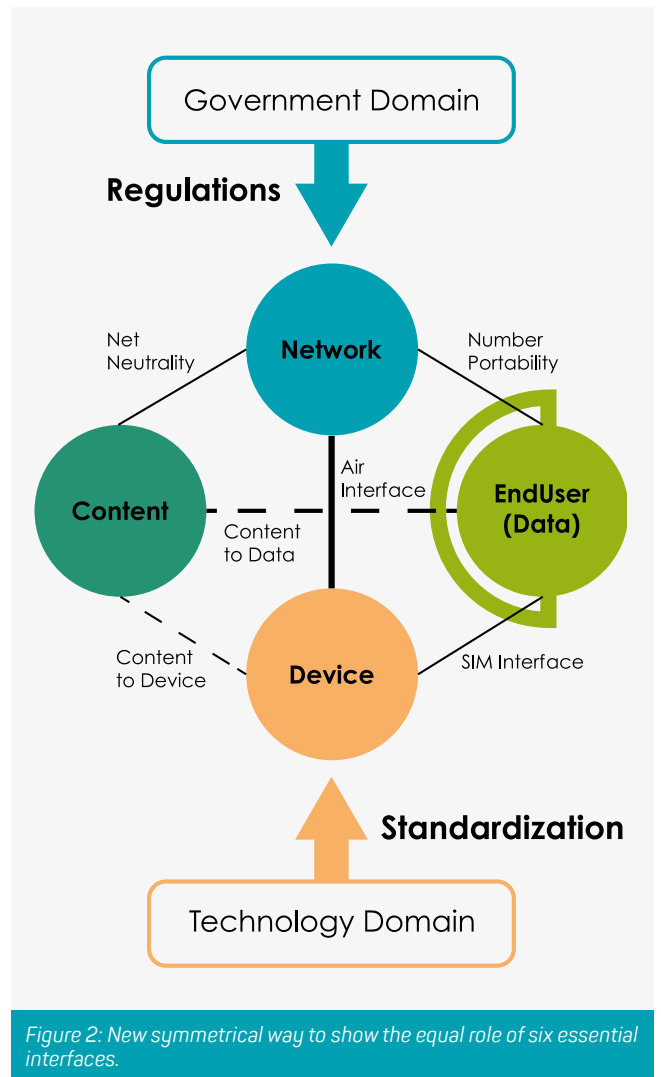 Government Domain
Regulations
Network
Net
Neutrality
Number
Portability
Air
Interface
Content
EndUser
(Data)
Content
to Data
Content
to Device
Device
SIM Interface
Standardization
Technology Domain
Figure 2: New symmetrical way to show the equal role of six essential
interfaces.